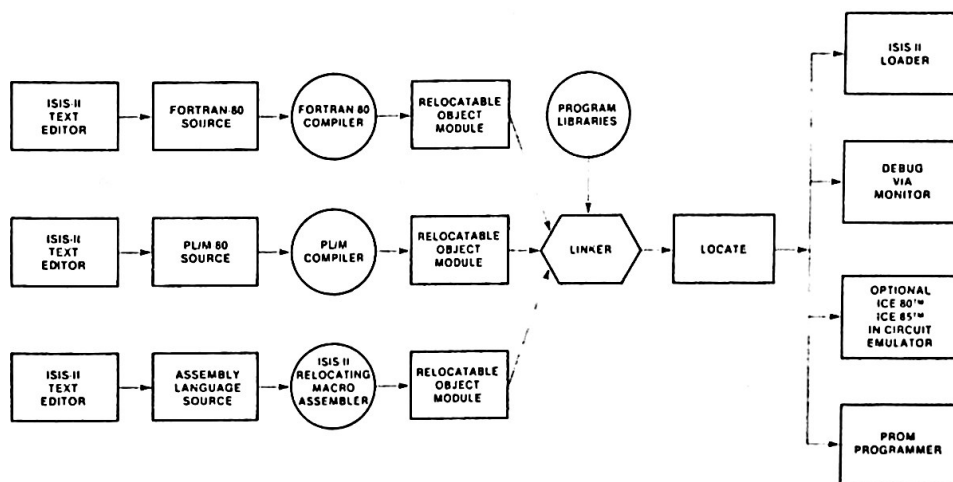 ISIS-II
TEXT
EDITOR
FORTRAN-80
SOURCE
FORTRAN 80
COMPILER
RELOCATABLE
OBJECT
MODULE
PROGRAM
LIBRARIES
ISIS-II
TEXT
EDITOR
PL/M 80
SOURCE
PL/M
COMPILER
RELOCATABLE
OBJECT
MODULE
LINKER
LOCATE
ISIS-II
TEXT
EDITOR
ASSEMBLY
LANGUAGE
SOURCE
ISIS II
RELOCATING
MACRO
ASSEMBLER
RELOCATABLE
OBJECT
MODULE
ISIS II
LOADER
DEBUG
VIA
MONITOR
OPTIONAL
ICE 80™
ICE 85™
IN CIRCUIT
EMULATOR
PROM
PROGRAMMER